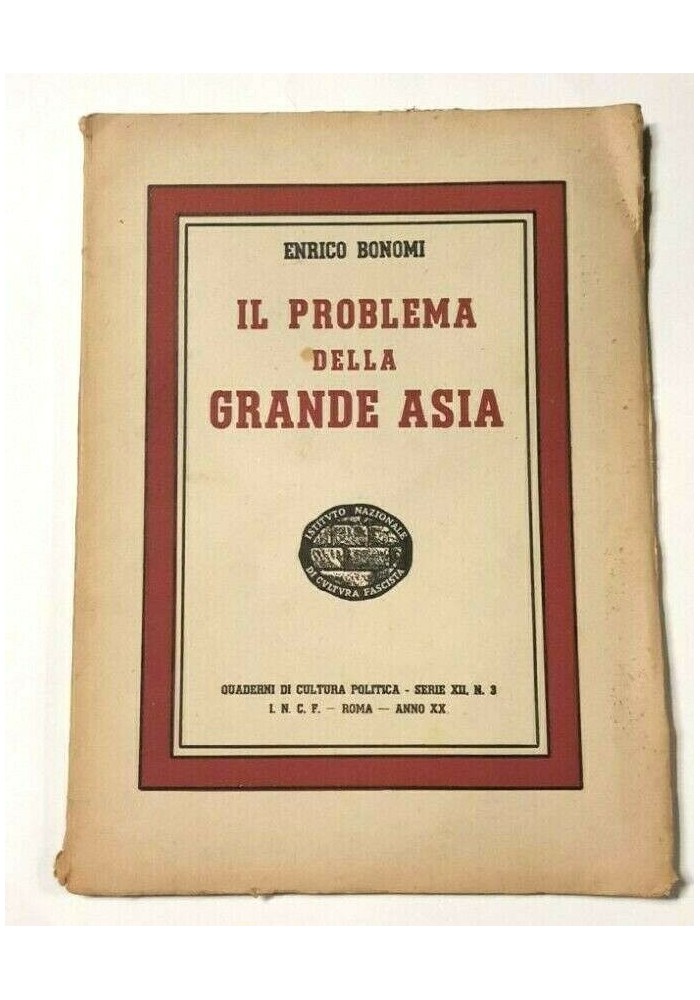 ENRICO BONOMI
IL PROBLEMA
DELLA
GRANDE ASIA
ISTITVTO NAZIONALE
DI CVLTVRA FASCISTA
QUADERNI DI CULTURA POLITICA - SERIE XII, N. 3
I. N. C. F. — ROMA — ANNO XX